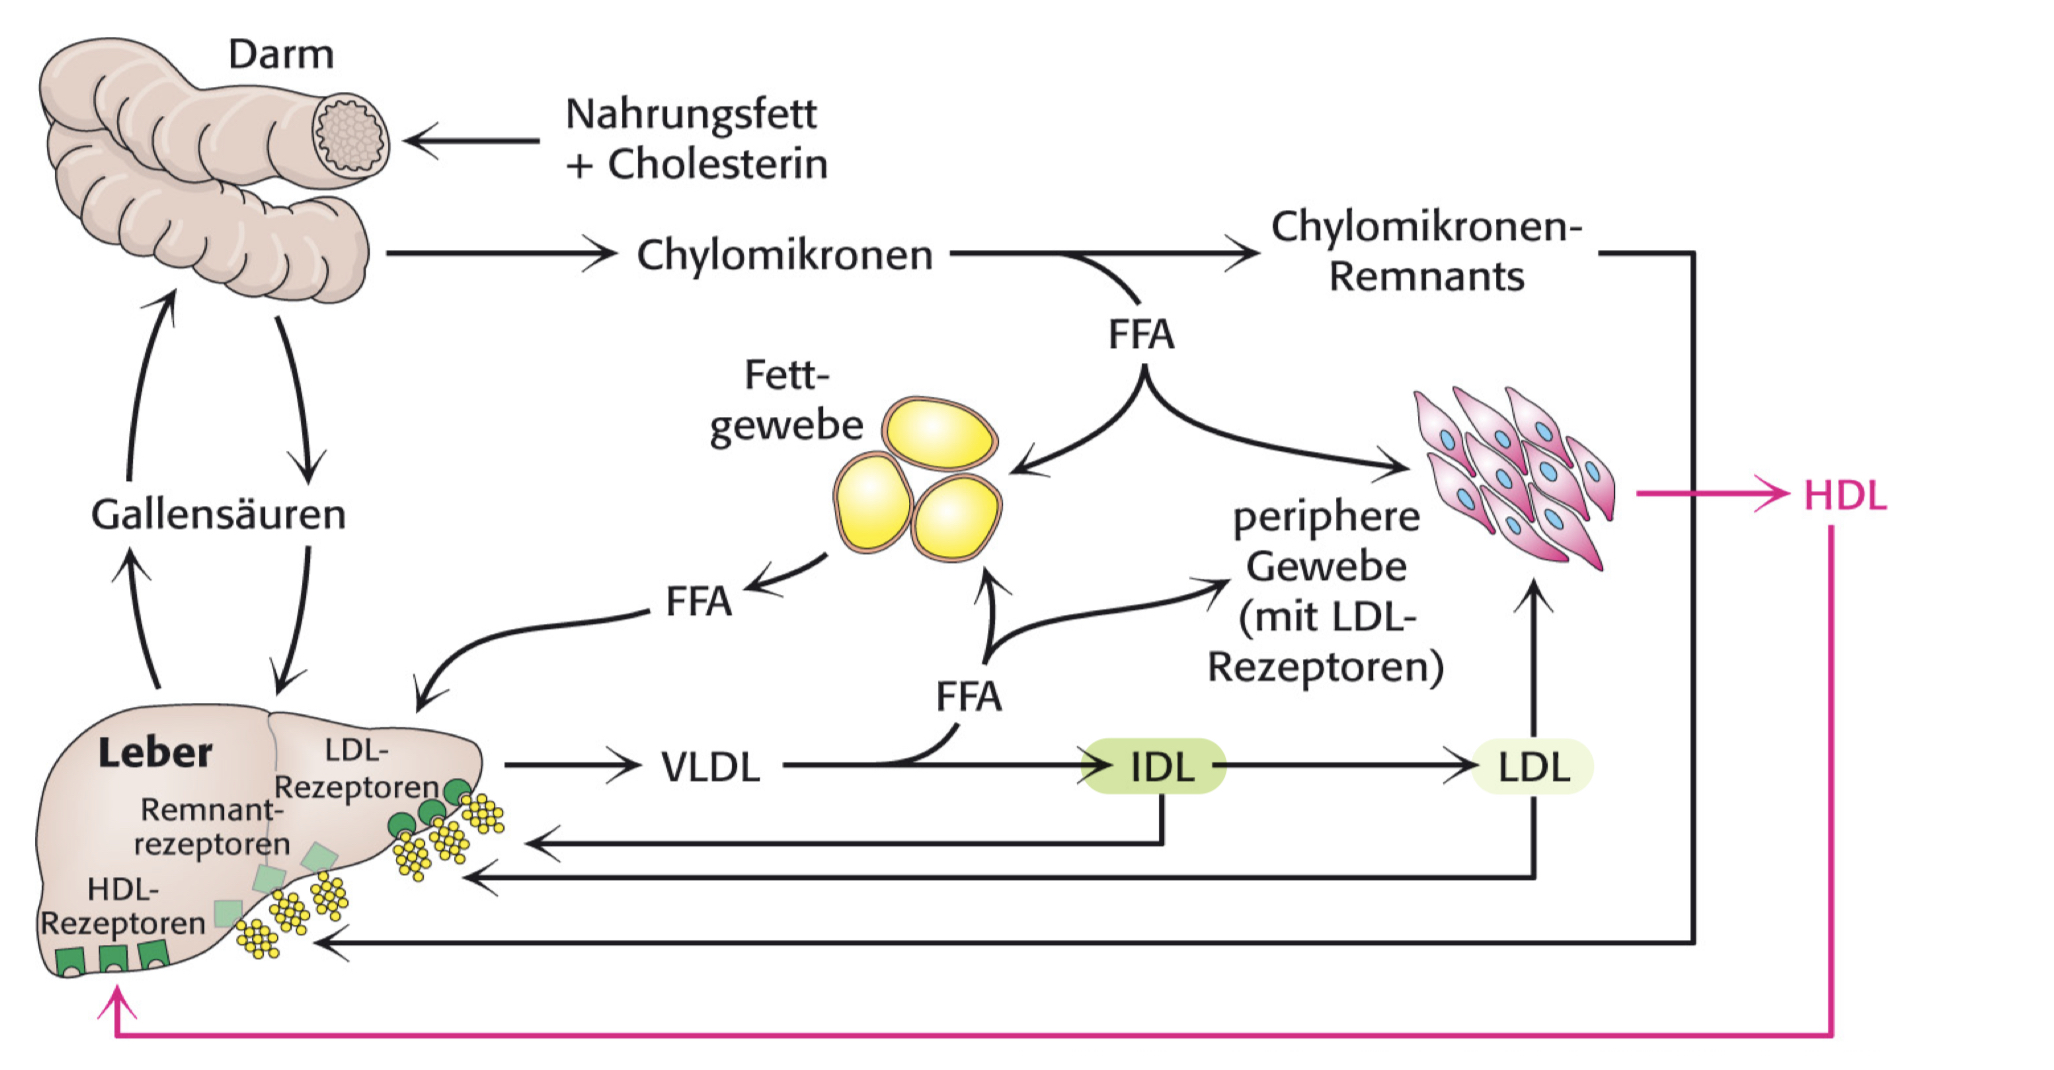 Darm
Nahrungsfett
+ Cholesterin
Chylomikronen
Chylomikronen-
Remnants
FFA
Fett-
gewebe
HDL
periphere
Gewebe
(mit LDL-
Rezeptoren)
Gallensäuren
FFA
FFA
Leber
LDL-
Rezeptoren
VLDL
IDL
LDL
Remnant-
rezeptoren
HDL-
Rezeptoren